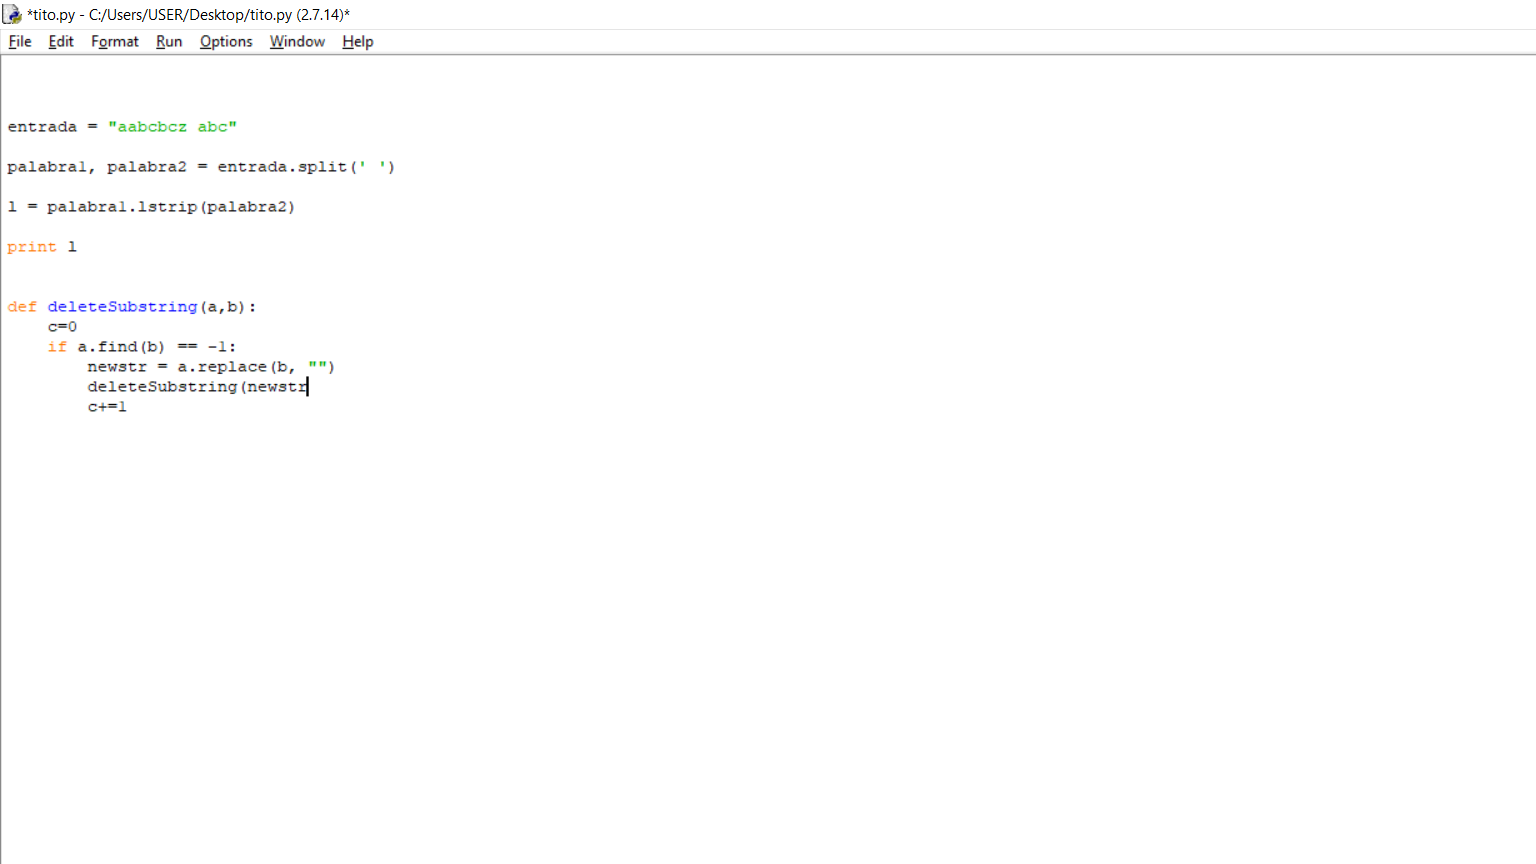 *tito.py - C:/Users/USER/Desktop/tito.py (2.7.14)*
File Edit Format Run Options Window Help
entrada = "aabcbcz abc"
palabra1, palabra2 = entrada.split(' ')
l = palabra1.lstrip(palabra2)
print l
def deleteSubstring(a,b):
    c=0
    if a.find(b) == -1:
        newstr = a.replace(b, "")
        deleteSubstring(newstr
        c+=1